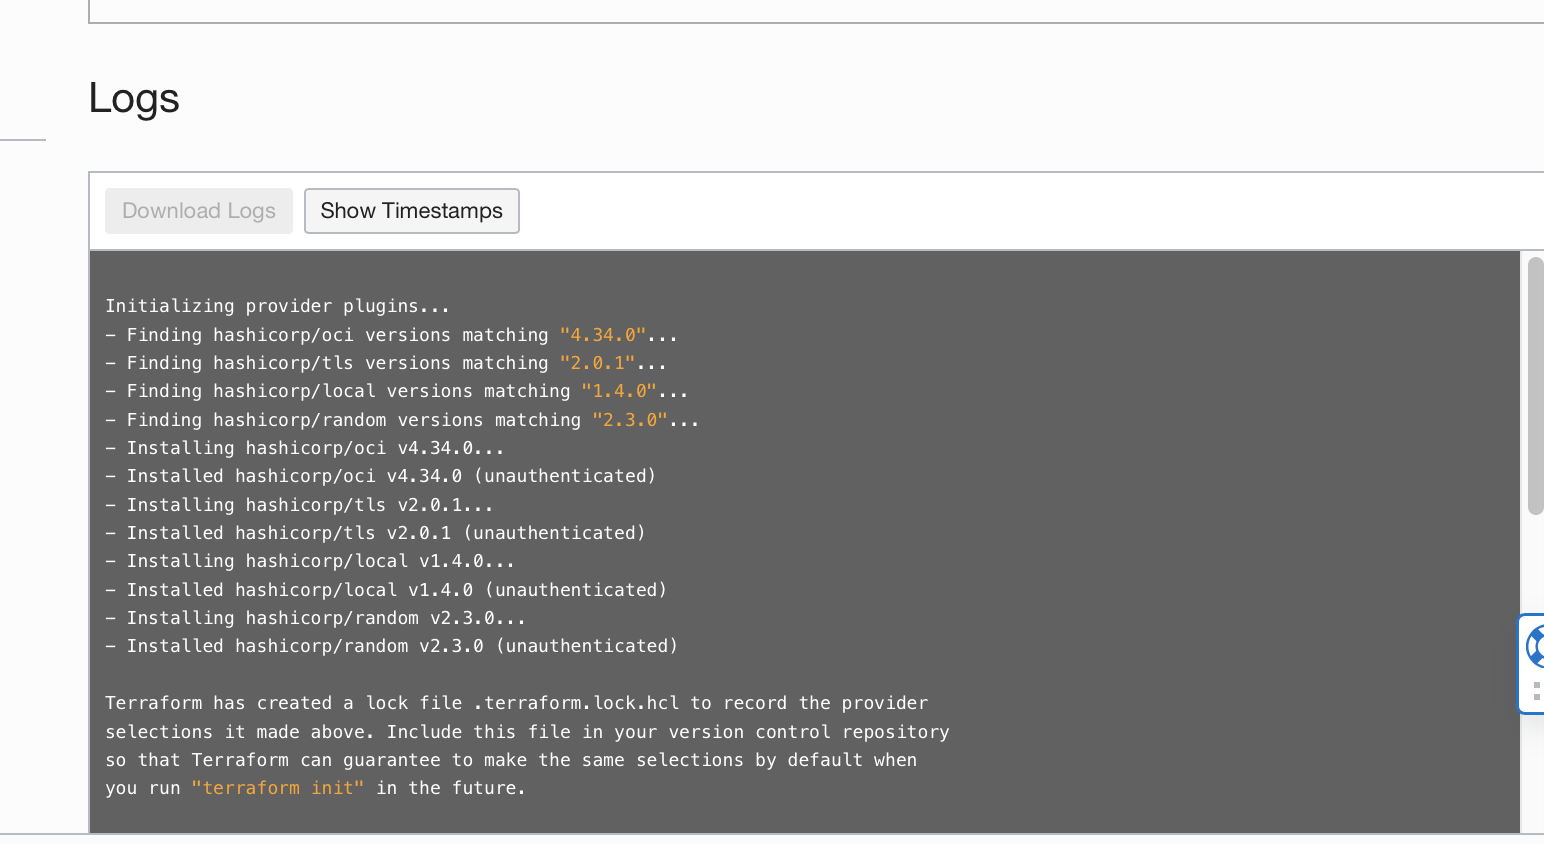 Logs
Download Logs
Show Timestamps
Initializing provider plugins...
– Finding hashicorp/oci versions matching "4.34.0"...
– Finding hashicorp/tls versions matching "2.0.1"...
– Finding hashicorp/local versions matching "1.4.0"...
– Finding hashicorp/random versions matching "2.3.0"...
– Installing hashicorp/oci v4.34.0...
– Installed hashicorp/oci v4.34.0 (unauthenticated)
– Installing hashicorp/tls v2.0.1...
– Installed hashicorp/tls v2.0.1 (unauthenticated)
– Installing hashicorp/local v1.4.0...
– Installed hashicorp/local v1.4.0 (unauthenticated)
– Installing hashicorp/random v2.3.0...
– Installed hashicorp/random v2.3.0 (unauthenticated)
Terraform has created a lock file .terraform.lock.hcl to record the provider
selections it made above. Include this file in your version control repository
so that Terraform can guarantee to make the same selections by default when
you run "terraform init" in the future.